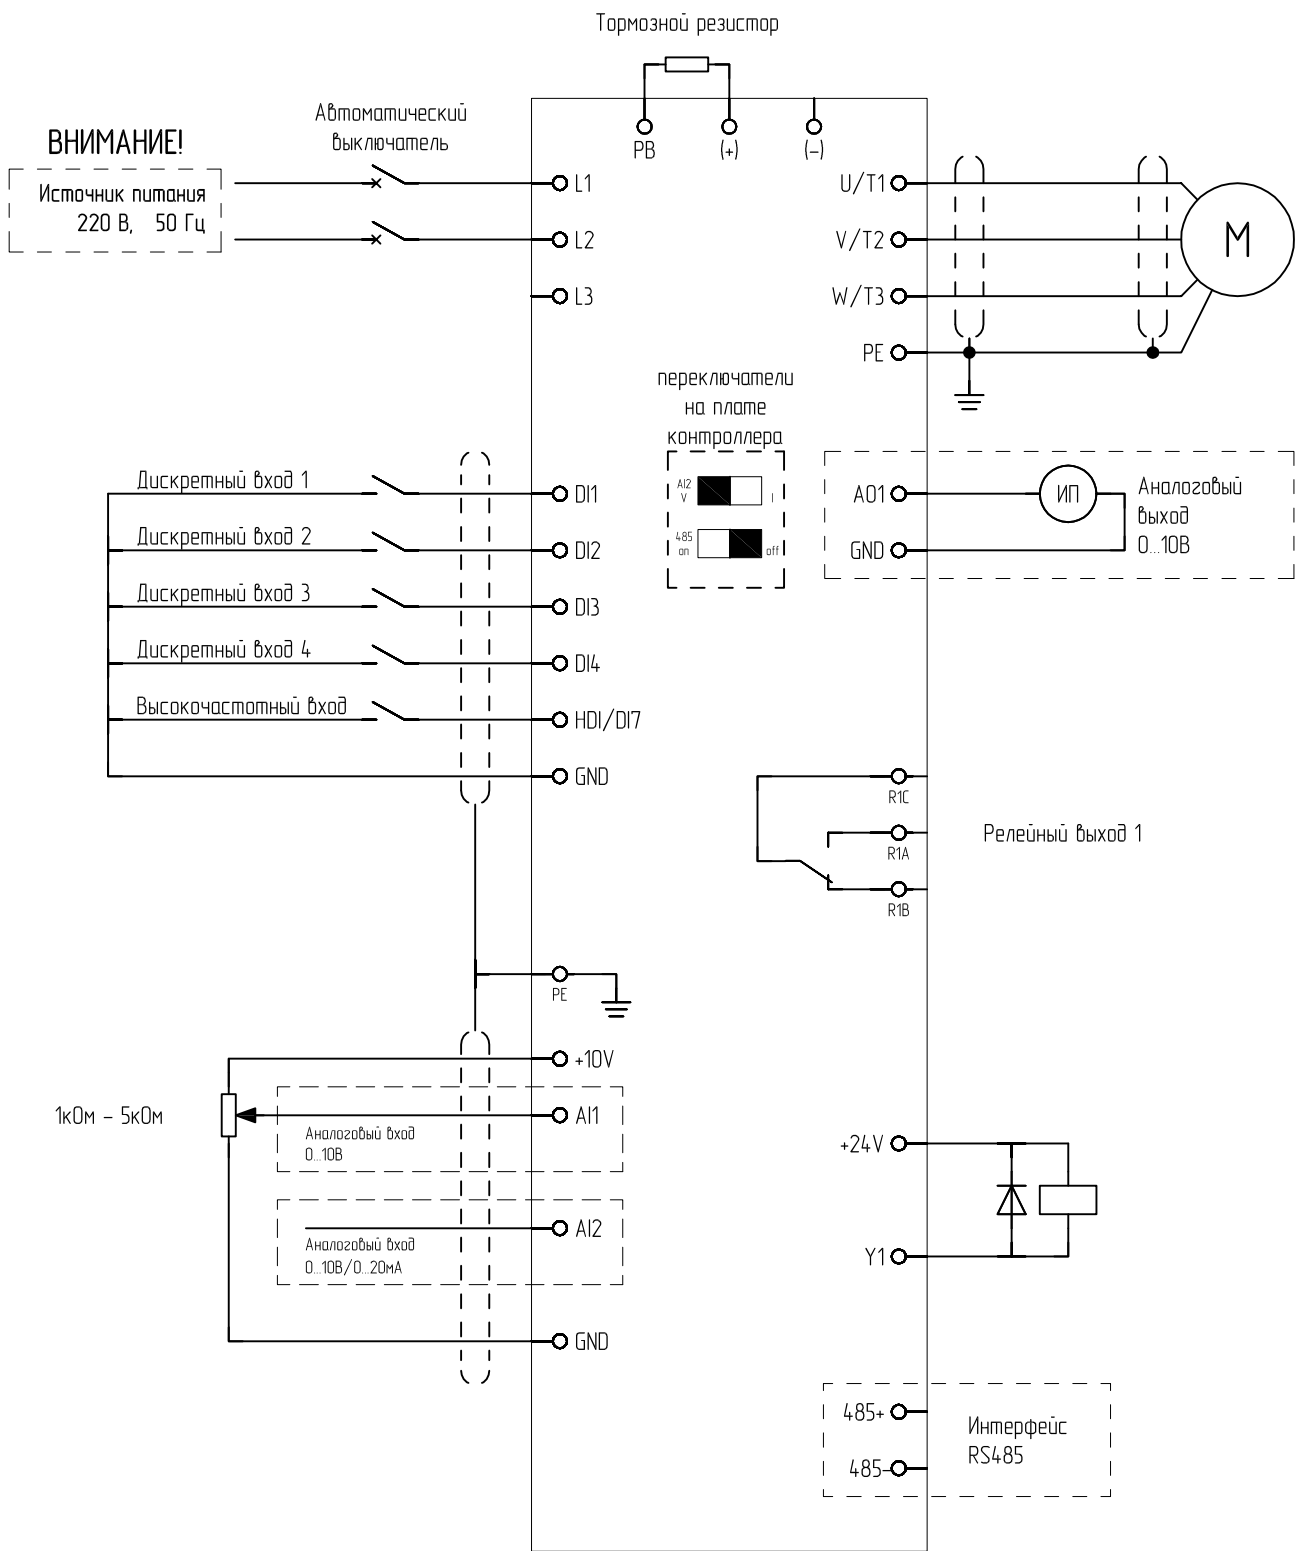 Тормозной резистор
Автоматический
выключатель
ВНИМАНИЕ!
Источник питания
220 В, 50 Гц
PB
(+)
(-)
L1
L2
L3
U/T1
V/T2
W/T3
PE
M
переключатели
на плате
контроллера
AI2
V
I
485
on
off
Дискретный вход 1
DI1
Дискретный вход 2
DI2
Дискретный вход 3
DI3
Дискретный вход 4
DI4
Высокочастотный вход
HDI/DI7
GND
AO1
ИП
GND
Аналоговый
выход
0...10В
R1C
R1A
R1B
Релейный выход 1
PE
+10V
1кОм - 5кОм
AI1
Аналоговый вход
0...10В
AI2
Аналоговый вход
0...10В/0...20мА
GND
+24V
Y1
485+
485-
Интерфейс
RS485